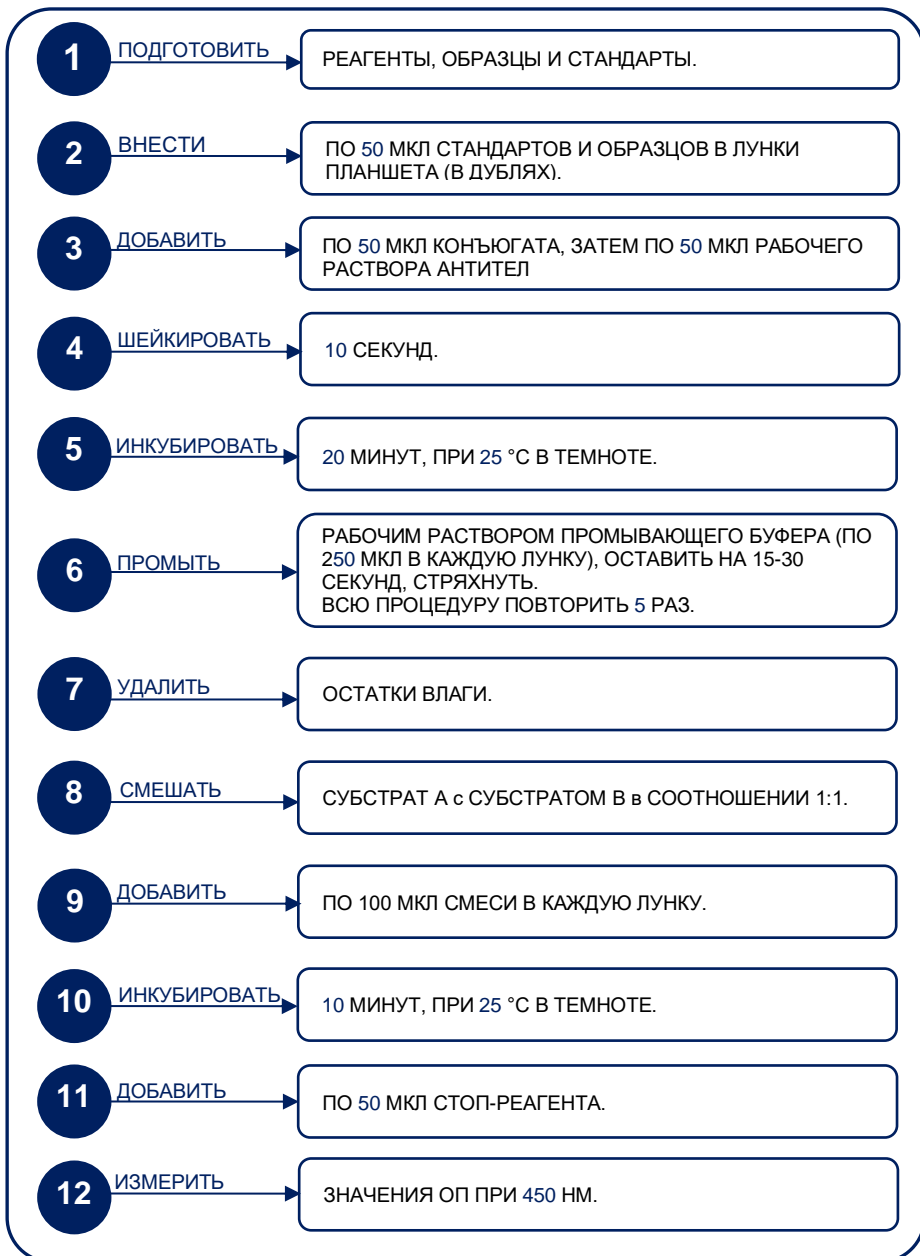 1
ПОДГОТОВИТЬ
РЕАГЕНТЫ, ОБРАЗЦЫ И СТАНДАРТЫ.
2
ВНЕСТИ
ПО 50 МКЛ СТАНДАРТОВ И ОБРАЗЦОВ В ЛУНКИ
ПЛАНШЕТА (В ДУБЛЯХ).
3
ДОБАВИТЬ
ПО 50 МКЛ КОНЪЮГАТА, ЗАТЕМ ПО 50 МКЛ РАБОЧЕГО
РАСТВОРА АНТИТЕЛ
4
ШЕЙКИРОВАТЬ
10 СЕКУНД.
5
ИНКУБИРОВАТЬ
20 МИНУТ, ПРИ 25 °С В ТЕМНОТЕ.
6
ПРОМЫТЬ
РАБОЧИМ РАСТВОРОМ ПРОМЫВАЮЩЕГО БУФЕРА (ПО
250 МКЛ В КАЖДУЮ ЛУНКУ), ОСТАВИТЬ НА 15-30
СЕКУНД, СТРЯХНУТЬ.
ВСЮ ПРОЦЕДУРУ ПОВТОРИТЬ 5 РАЗ.
7
УДАЛИТЬ
ОСТАТКИ ВЛАГИ.
8
СМЕШАТЬ
СУБСТРАТ А с СУБСТРАТОМ В в СООТНОШЕНИИ 1:1.
9
ДОБАВИТЬ
ПО 100 МКЛ СМЕСИ В КАЖДУЮ ЛУНКУ.
10
ИНКУБИРОВАТЬ
10 МИНУТ, ПРИ 25 °С В ТЕМНОТЕ.
11
ДОБАВИТЬ
ПО 50 МКЛ СТОП-РЕАГЕНТА.
12
ИЗМЕРИТЬ
ЗНАЧЕНИЯ ОП ПРИ 450 НМ.